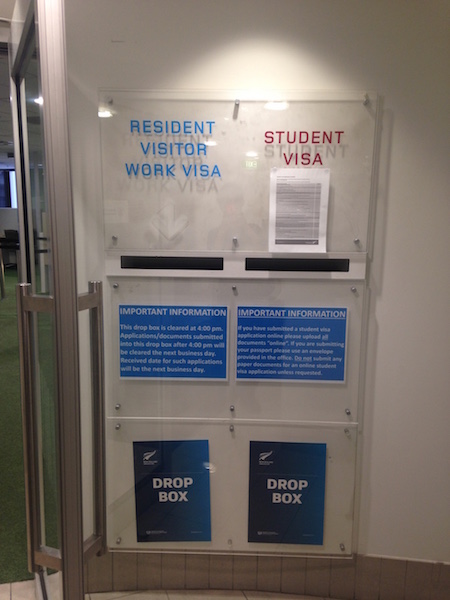 RESIDENT
VISITOR
WORK VISA
STUDENT
VISA
IMPORTANT INFORMATION
This drop box is cleared at 4:00 pm.
Applications/documents submitted
into this drop box after 4:00 pm will
be cleared the next business day.
Received date for such applications
will be the next business day.
IMPORTANT INFORMATION
If you have submitted a student visa
application online please upload all
documents "online". If you are submitting
your passport please use an envelope
provided in the office. Do not submit any
paper documents for an online student
visa application unless requested.
DROP
BOX
DROP
BOX